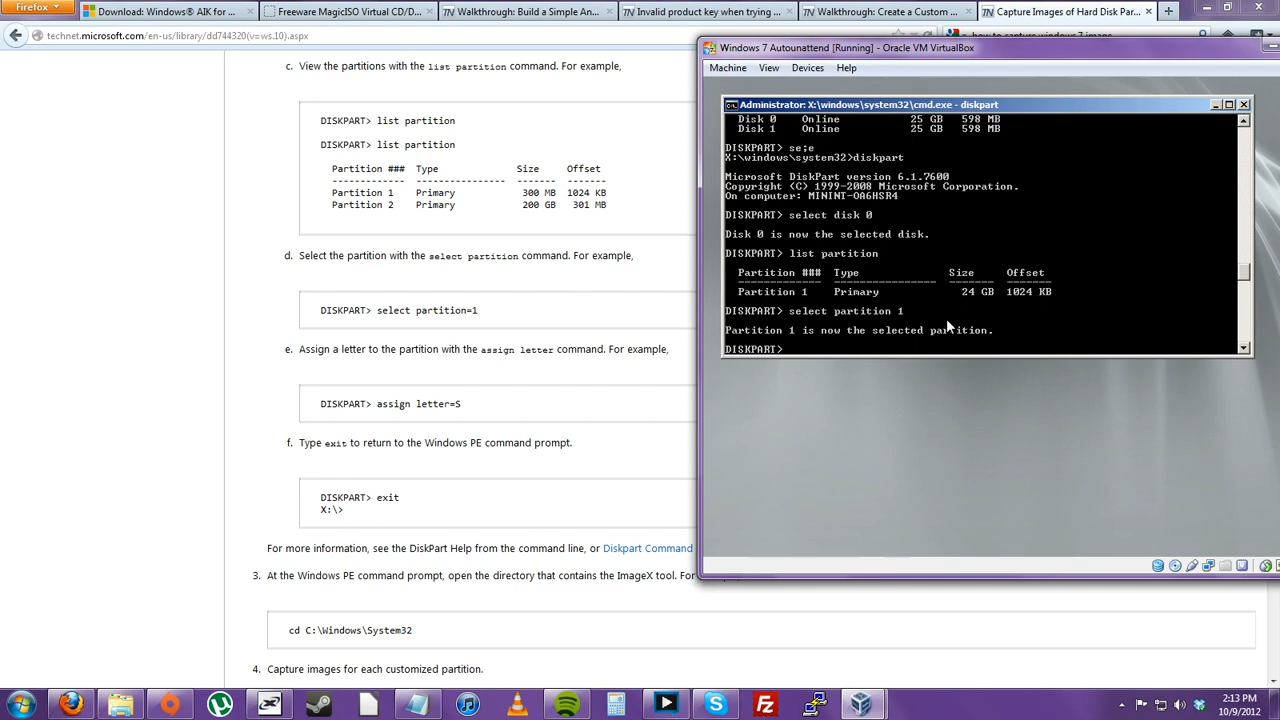 Firefox
Download: Windows® AIK for ...
Freeware MagicISO Virtual CD/D...
Walkthrough: Build a Simple An...
Invalid product key when trying ...
Walkthrough: Create a Custom ...
Capture Images of Hard Disk Par...
technet.microsoft.com/en-us/library/dd744320(v=ws.10).aspx
how to capture windows 7 image
c. View the partitions with the list partition command. For example,
DISKPART> list partition
DISKPART> list partition
Partition ### Type Size Offset
Partition 1 Primary 300 MB 1024 KB
Partition 2 Primary 200 GB 301 MB
d. Select the partition with the select partition command. For example,
DISKPART> select partition=1
e. Assign a letter to the partition with the assign letter command. For example,
DISKPART> assign letter=S
f. Type exit to return to the Windows PE command prompt.
DISKPART> exit
X:\>
For more information, see the DiskPart Help from the command line, or Diskpart Command
3. At the Windows PE command prompt, open the directory that contains the ImageX tool. For
cd C:\Windows\System32
4. Capture images for each customized partition.
Windows 7 Autounattend [Running] - Oracle VM VirtualBox
Machine View Devices Help
Administrator: X:\windows\system32\cmd.exe - diskpart
Disk 0 Online 25 GB 598 MB
Disk 1 Online 25 GB 598 MB
DISKPART> se;e
X:\windows\system32>diskpart
Microsoft DiskPart version 6.1.7600
Copyright (C) 1999-2008 Microsoft Corporation.
On computer: MININT-OA6HSR4
DISKPART> select disk 0
Disk 0 is now the selected disk.
DISKPART> list partition
Partition ### Type Size Offset
Partition 1 Primary 24 GB 1024 KB
DISKPART> select partition 1
Partition 1 is now the selected partition.
DISKPART>
2:13 PM
10/9/2012